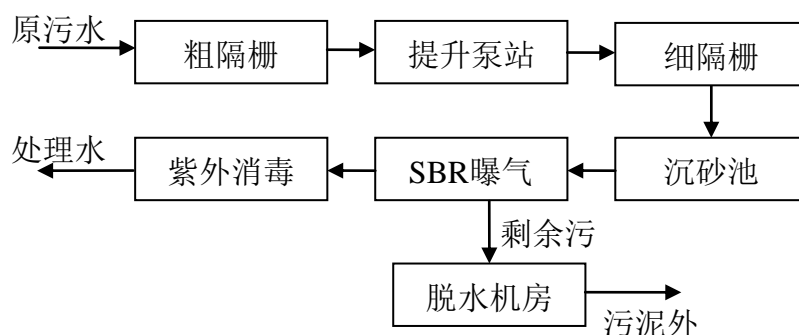 原污水
粗隔栅
提升泵站
细隔栅
处理水
紫外消毒
SBR曝气
沉砂池
剩余污
脱水机房
污泥外